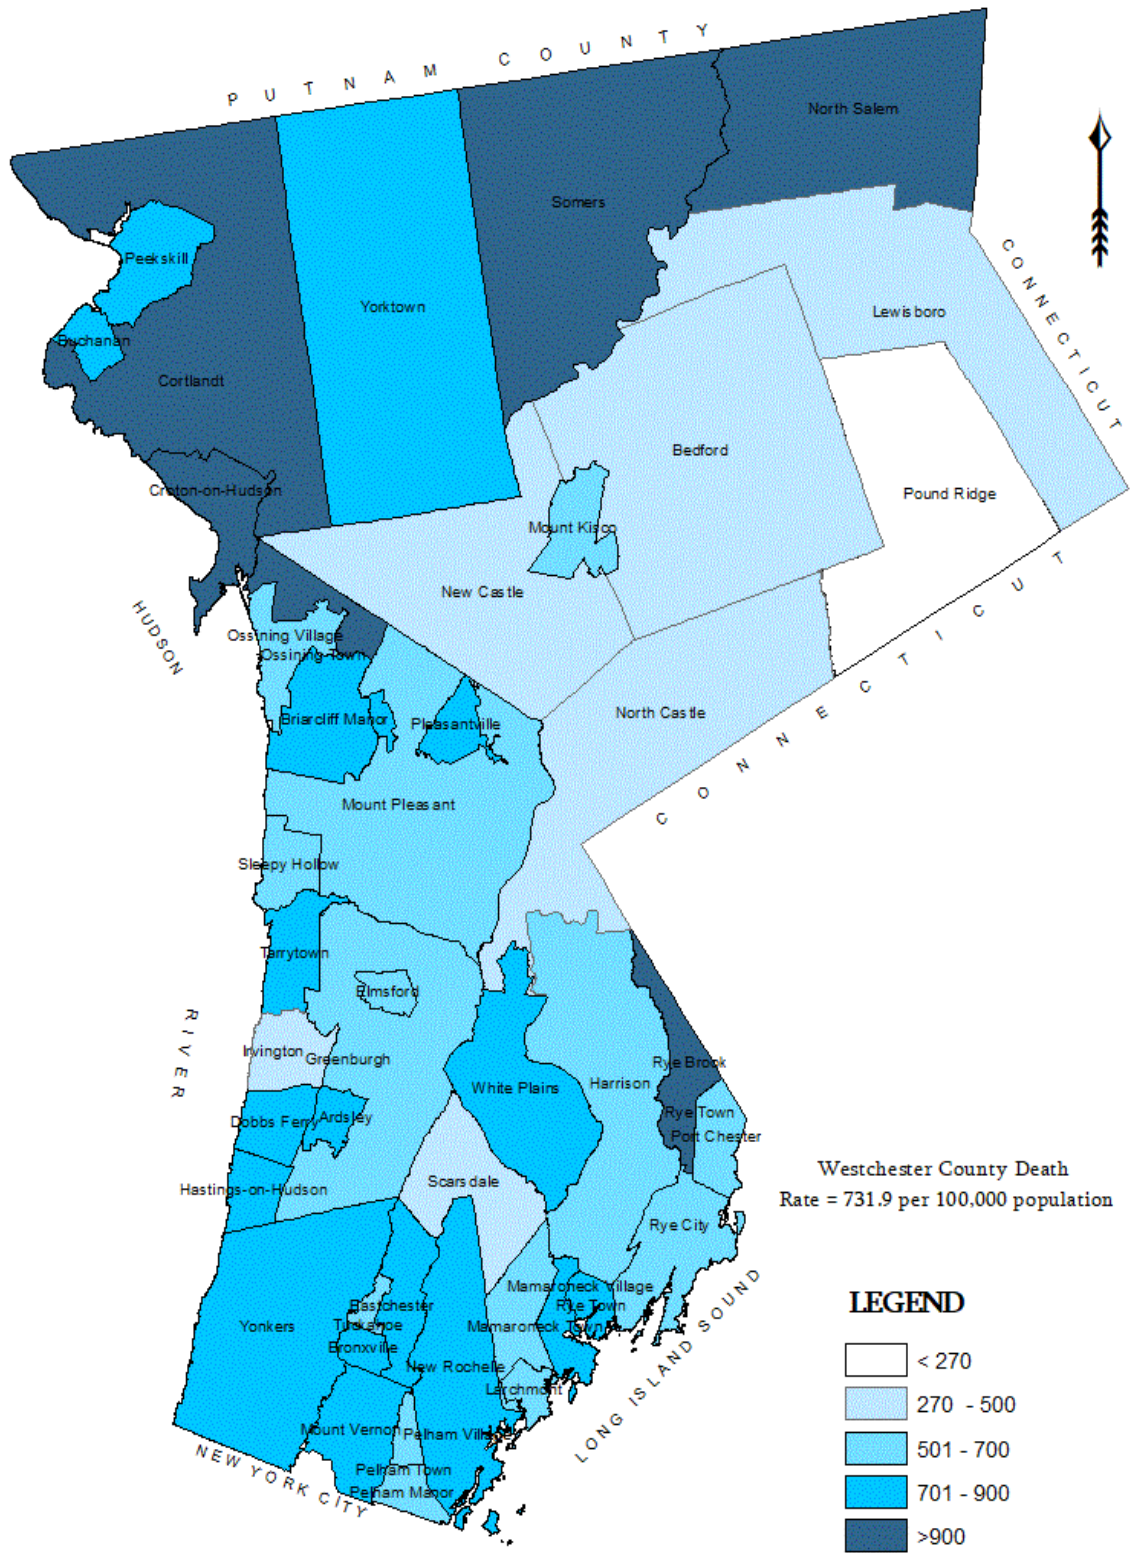 PUTNAM COUNTY
North Salem
Somers
Peekskill
Yorktown
CONNECTICUT
Lewisboro
Buchanan
Cortlandt
Bedford
Croton-on-Hudson
Pound Ridge
Mount Kisco
New Castle
HUDSON
Ossining Village
Ossining Town
CONNECTICUT
North Castle
Briarcliff Manor
Pleasantville
Mount Pleasant
Sleepy Hollow
Tarrytown
Elmsford
RIVER
Irvington
Greenburgh
Rye Brook
White Plains
Harrison
Rye Town
Dobbs Ferry
Ardsley
Port Chester
Scarsdale
Hastings-on-Hudson
Rye City
Westchester County Death
Rate = 731.9 per 100,000 population
Mamaroneck Village
Eastchester
Rye Town
Yonkers
Tuckahoe
Mamaroneck Town
Bronxville
New Rochelle
Larchmont
LONG ISLAND SOUND
Mount Vernon
Pelham Village
NEW YORK CITY
Pelham Town
Pelham Manor
LEGEND
< 270
270 - 500
501 - 700
701 - 900
>900